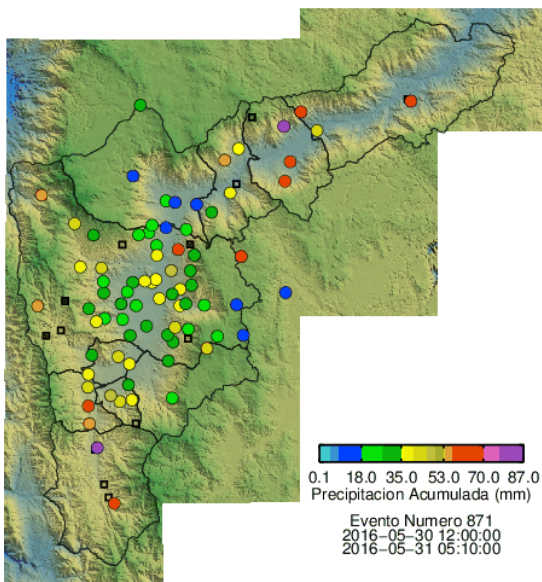 0.1 18.0 35.0 53.0 70.0 87.0
Precipitacion Acumulada (mm)
Evento Numero 871
2016−05−30 12:00:00
2016−05−31 05:10:00